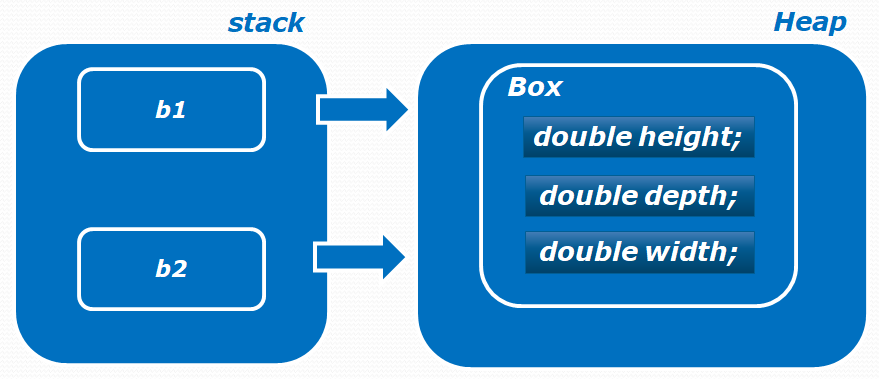 stack
Heap
b1
b2
Box
double height;
double depth;
double width;